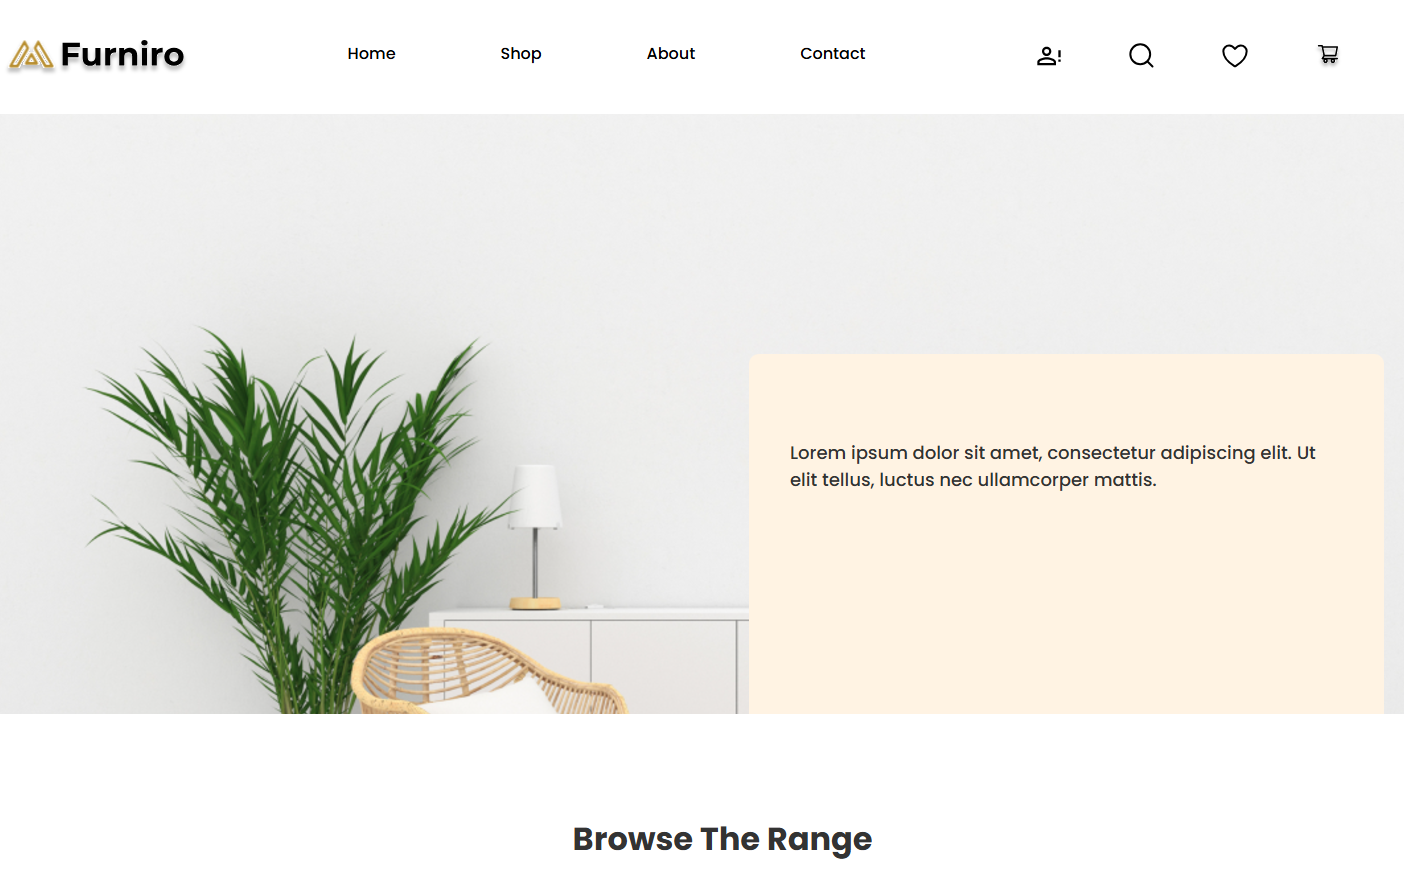 Furniro
Home
Shop
About
Contact
Lorem ipsum dolor sit amet, consectetur adipiscing elit. Ut
elit tellus, luctus nec ullamcorper mattis.
Browse The Range